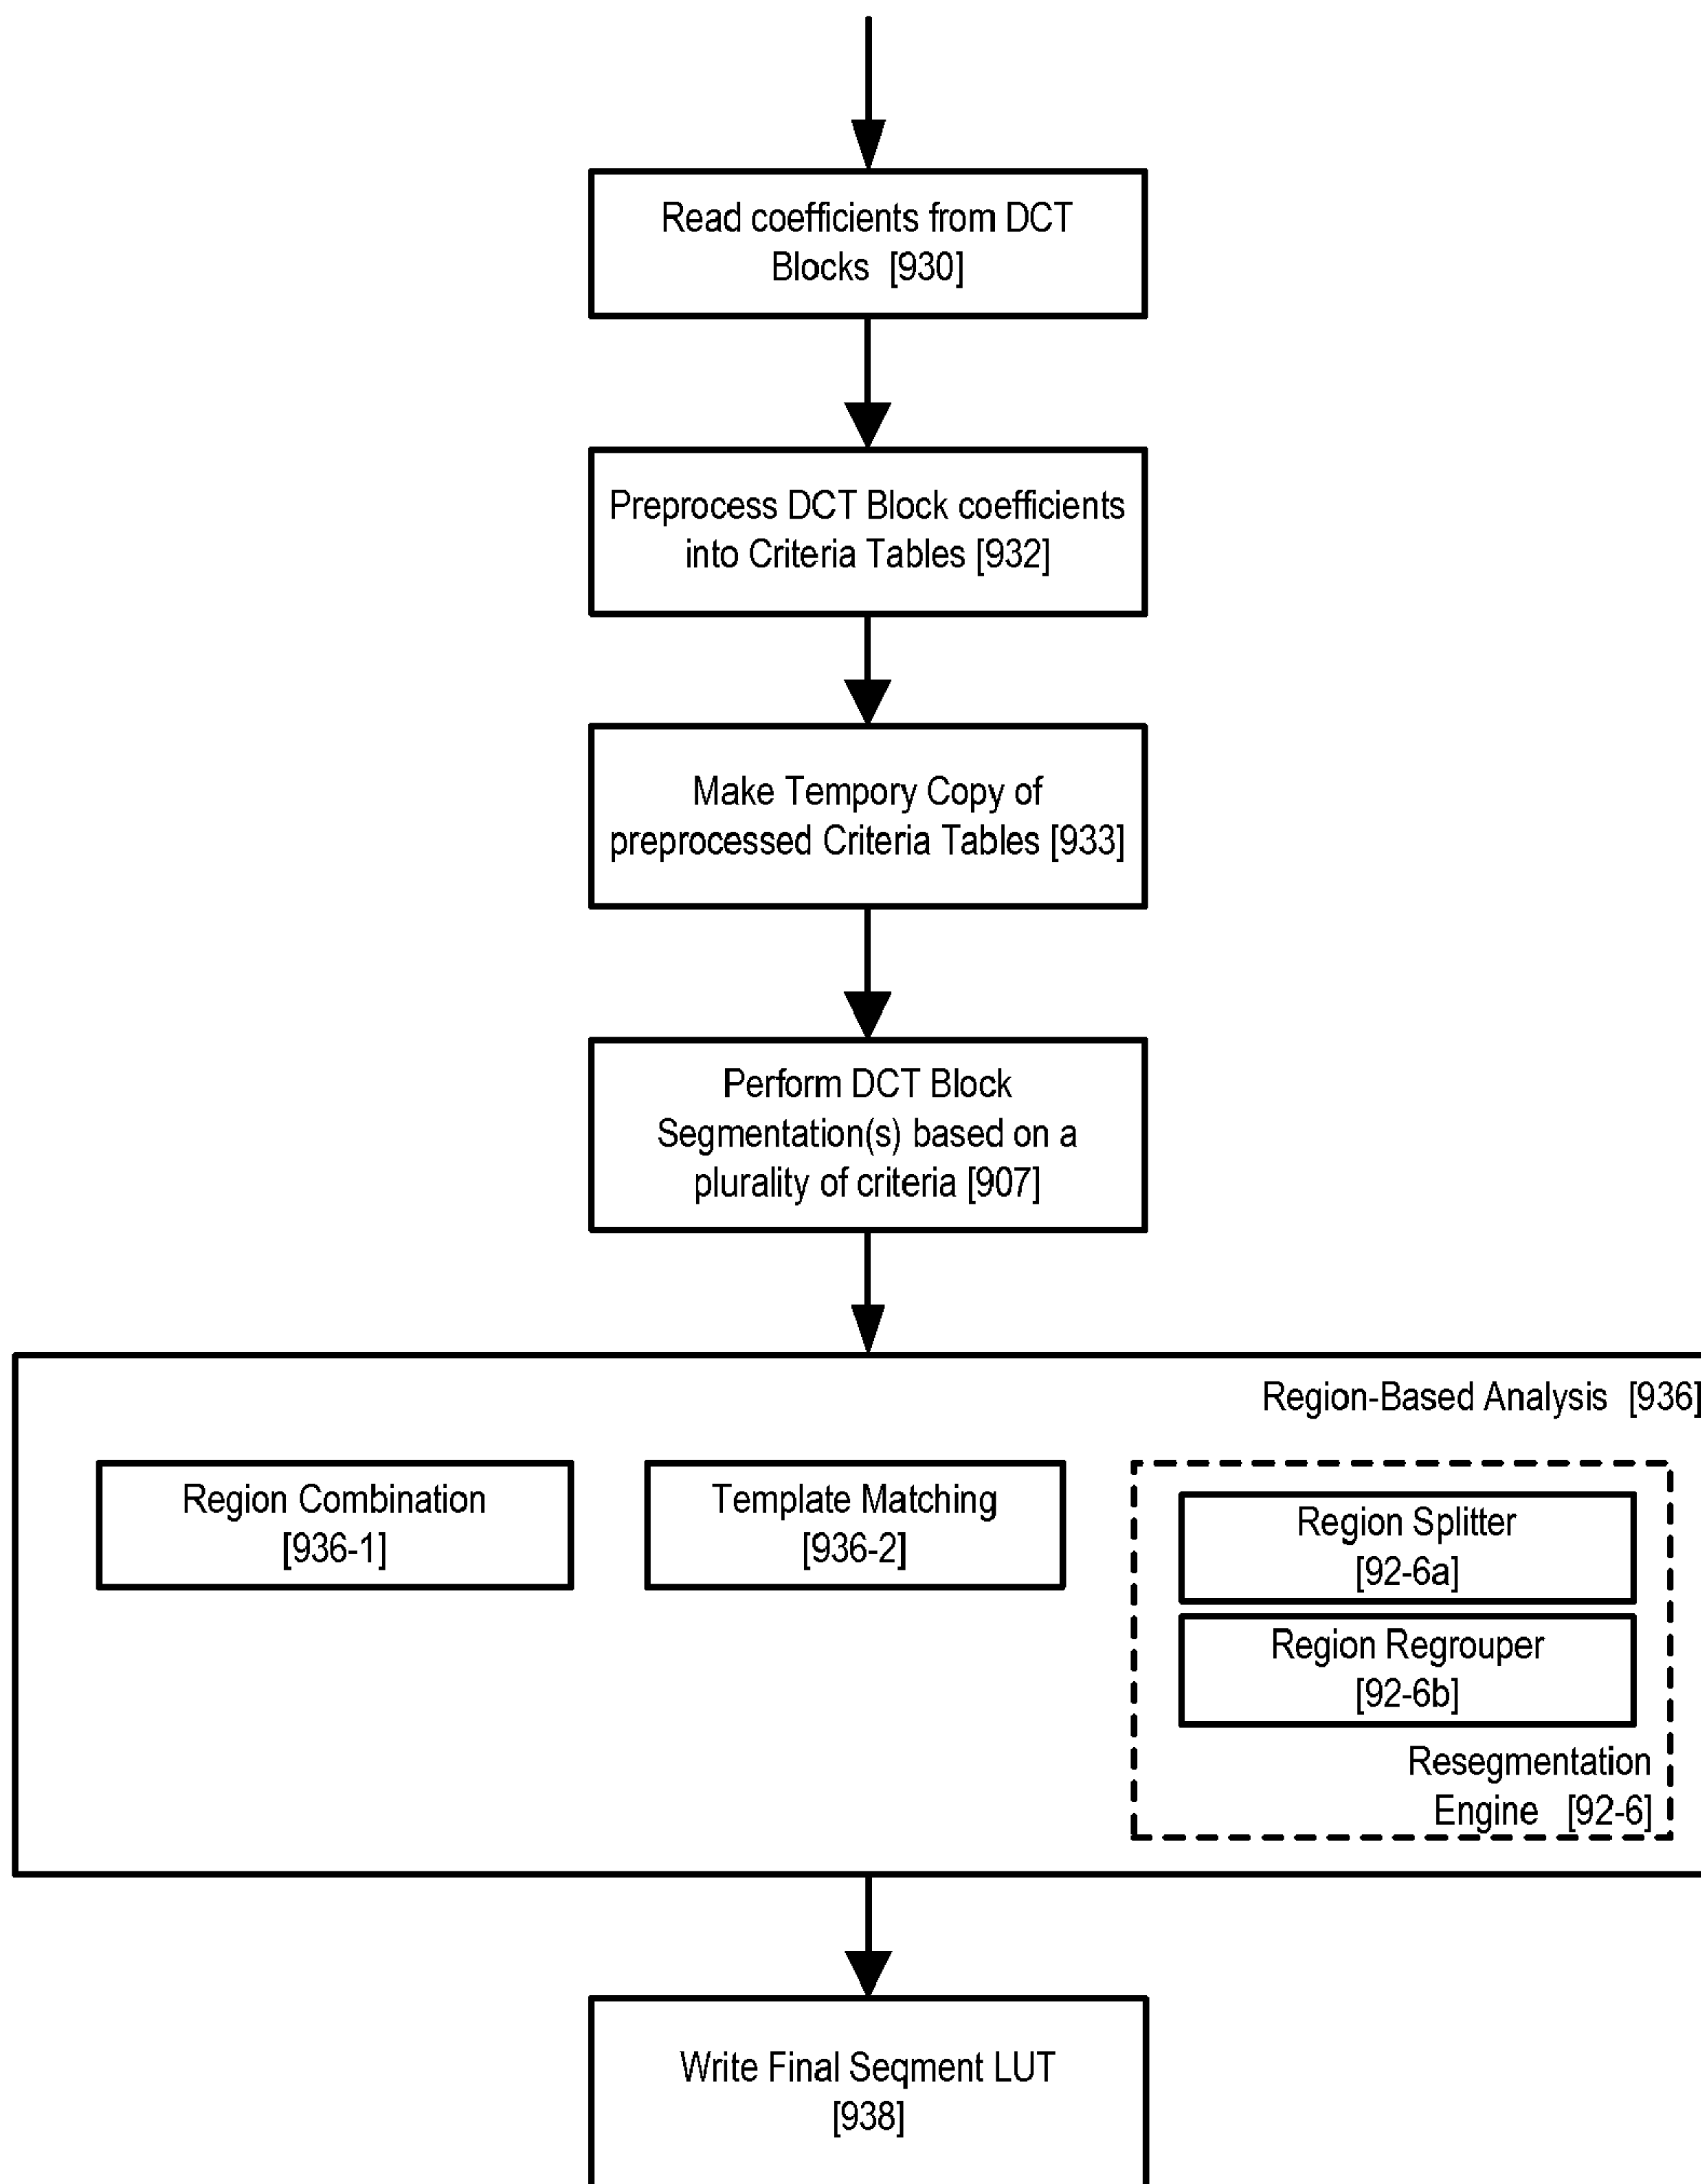 Read coefficients from DCT
Blocks [930]
Preprocess DCT Block coefficients
into Criteria Tables [932]
Make Tempory Copy of
preprocessed Criteria Tables [933]
Perform DCT Block
Segmentation(s) based on a
plurality of criteria [907]
Region-Based Analysis [936]
Region Combination
[936-1]
Template Matching
[936-2]
Region Splitter
[92-6a]
Region Regrouper
[92-6b]
Resegmentation
Engine [92-6]
Write Final Seqment LUT
[938]